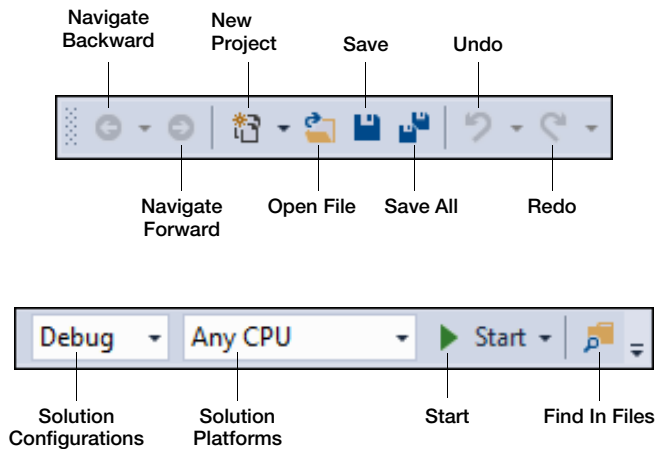 Navigate
Backward
New
Project
Save
Undo
Navigate
Forward
Open File
Save All
Redo
Debug
Any CPU
Start
Solution
Configurations
Solution
Platforms
Start
Find In Files